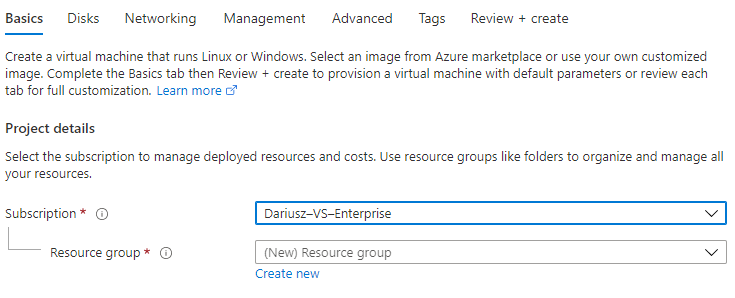 Basics Disks Networking Management Advanced Tags Review + create
Create a virtual machine that runs Linux or Windows. Select an image from Azure marketplace or use your own customized
image. Complete the Basics tab then Review + create to provision a virtual machine with default parameters or review each
tab for full customization. Learn more
Project details
Select the subscription to manage deployed resources and costs. Use resource groups like folders to organize and manage all
your resources.
Subscription * Dariusz–VS–Enterprise
Resource group * (New) Resource group
Create new